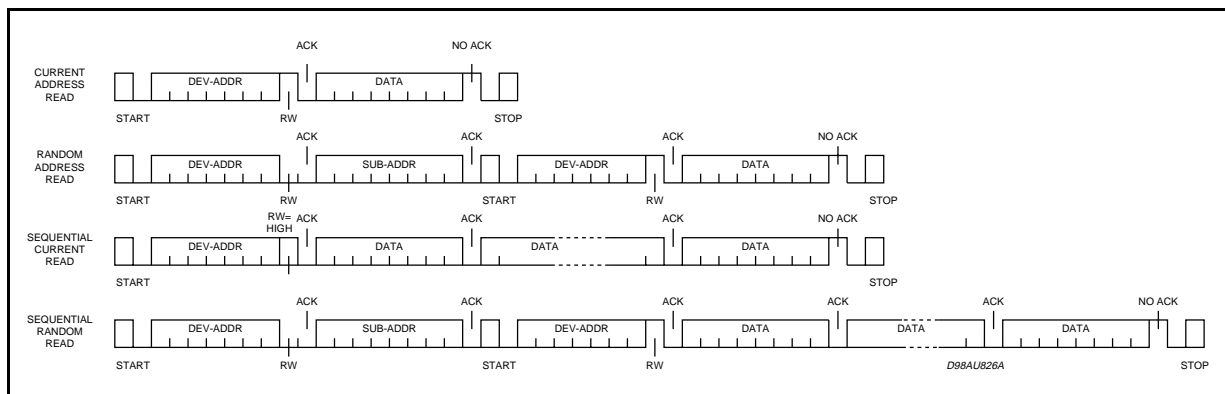 ACK NO ACK
CURRENT
ADDRESS
READ
DEV-ADDR DATA
START RW STOP
ACK ACK ACK NO ACK
RANDOM
ADDRESS
READ
DEV-ADDR SUB-ADDR DEV-ADDR DATA
START RW START RW STOP
RW=
HIGH
ACK ACK ACK NO ACK
SEQUENTIAL
CURRENT
READ
DEV-ADDR DATA DATA DATA
START STOP
ACK ACK ACK ACK ACK NO ACK
SEQUENTIAL
RANDOM
READ
DEV-ADDR SUB-ADDR DEV-ADDR DATA DATA DATA
START RW START RW D98AU826A STOP